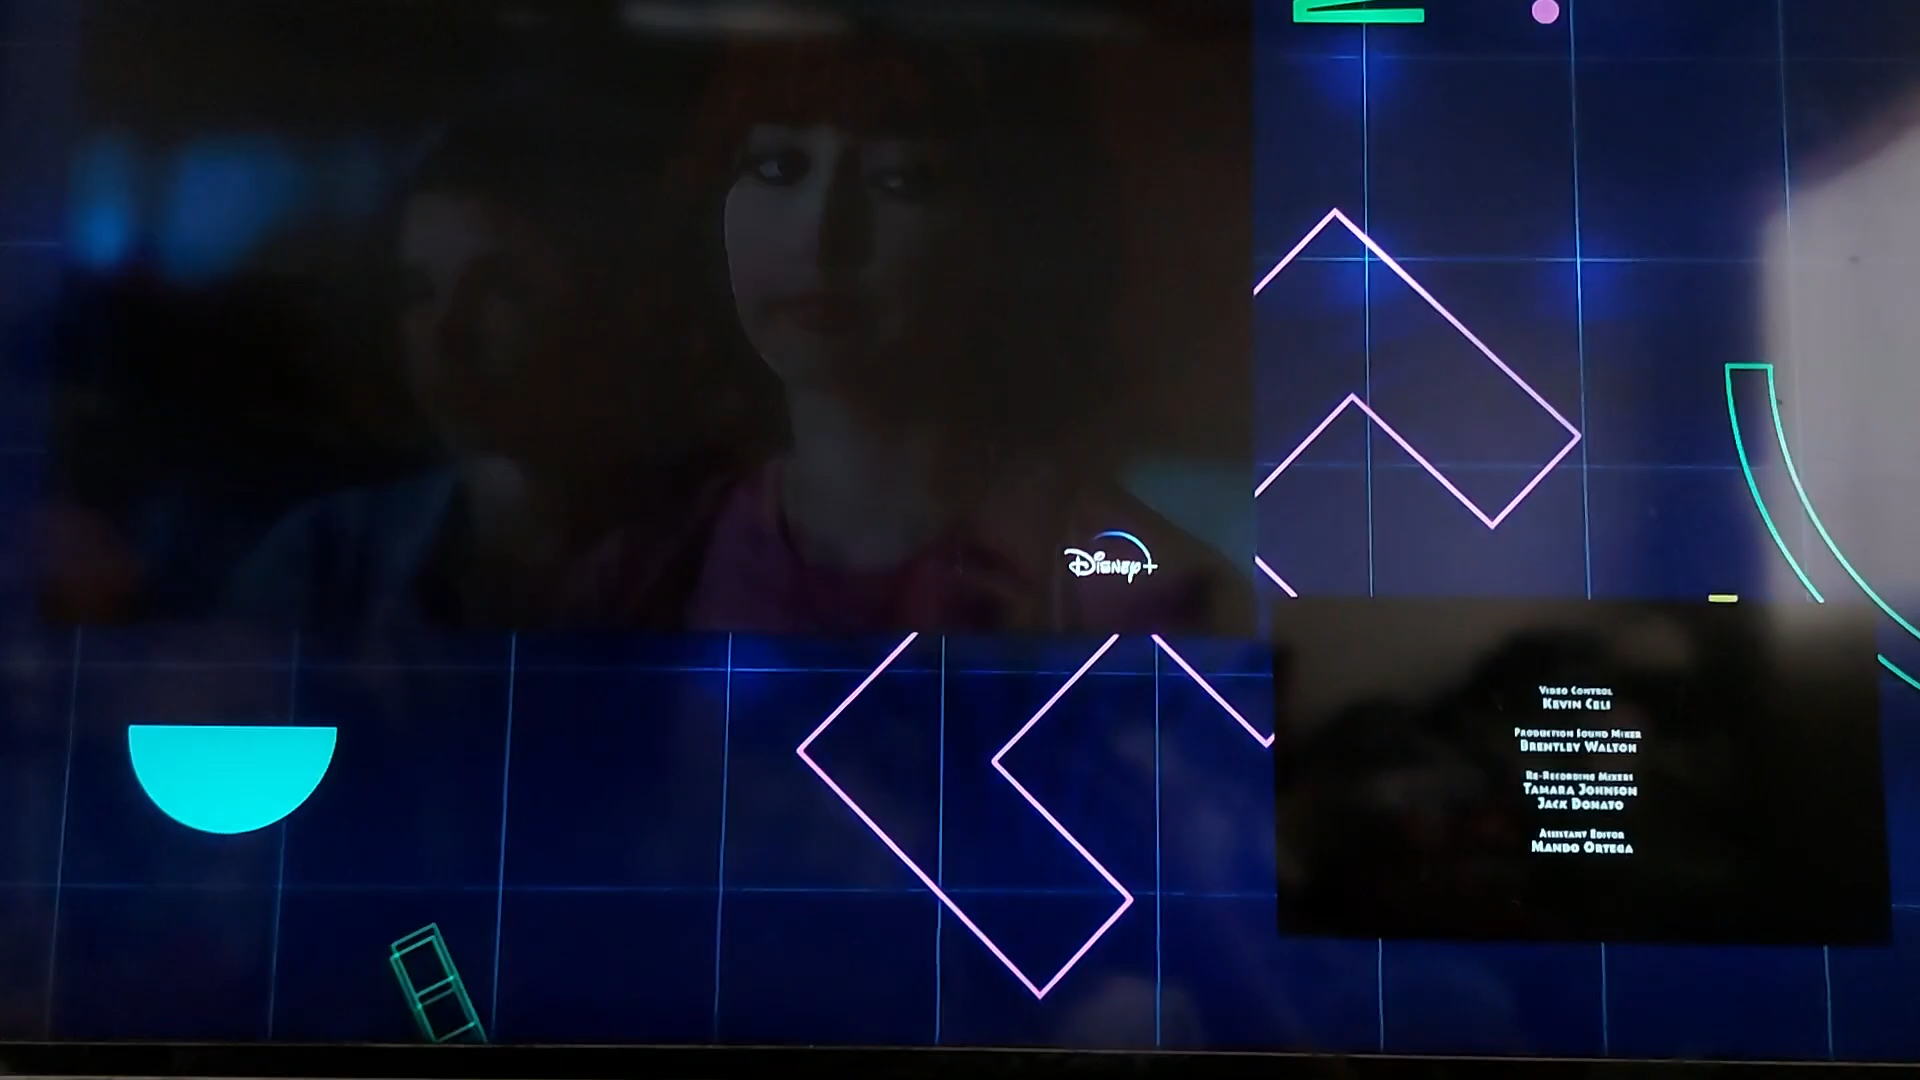 Disney+
Video Control
Kevin Celi
Production Sound Mixer
Brentley Walton
Re-Recording Mixers
Tamara Johnson
Jack Donato
Assistant Editor
Mando Ortega